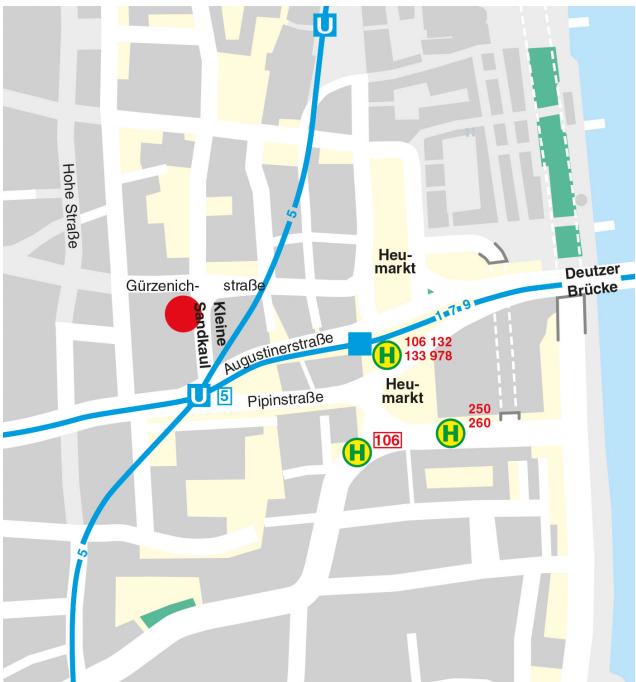 U
5
Hohe Straße
Heu-
markt
Deutzer
Brücke
Gürzenich-
straße
Kleine
Sandkaul
1 7 9
106 132
133 978
H
Augustinerstraße
Heu-
markt
U
5
Pipinstraße
250
260
H
106
H
5